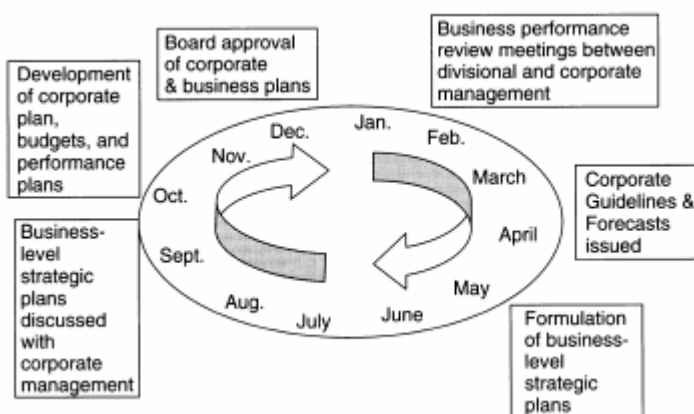 Board approval
of corporate
& business plans
Business performance
review meetings between
divisional and corporate
management
Development
of corporate
plan,
budgets, and
performance
plans
Corporate
Guidelines &
Forecasts
issued
Business-
level
strategic
plans
discussed
with
corporate
management
Formulation
of business-
level
strategic
plans
Jan.
Feb.
March
April
May
June
July
Aug.
Sept.
Oct.
Nov.
Dec.